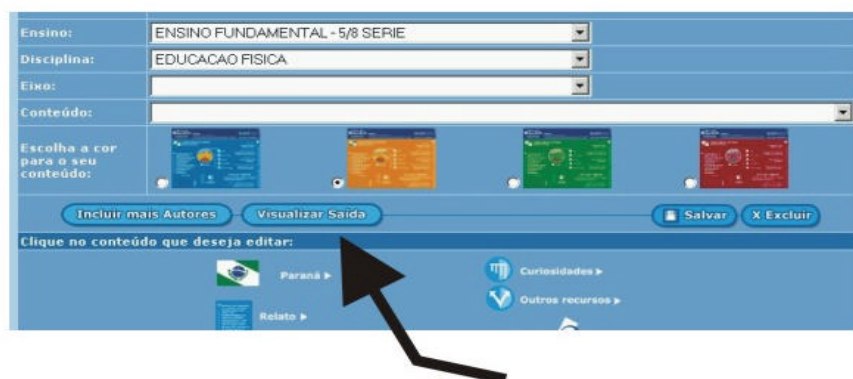 Ensino:
ENSINO FUNDAMENTAL - 5/8 SERIE
Disciplina:
EDUCACAO FISICA
Eixo:
Conteúdo:
Escolha a cor
para o seu
conteúdo:
Incluir mais Autores
Visualizar Saída
Salvar
X Excluir
Clique no conteúdo que deseja editar:
Paraná
Curiosidades
Outros recursos
Relato